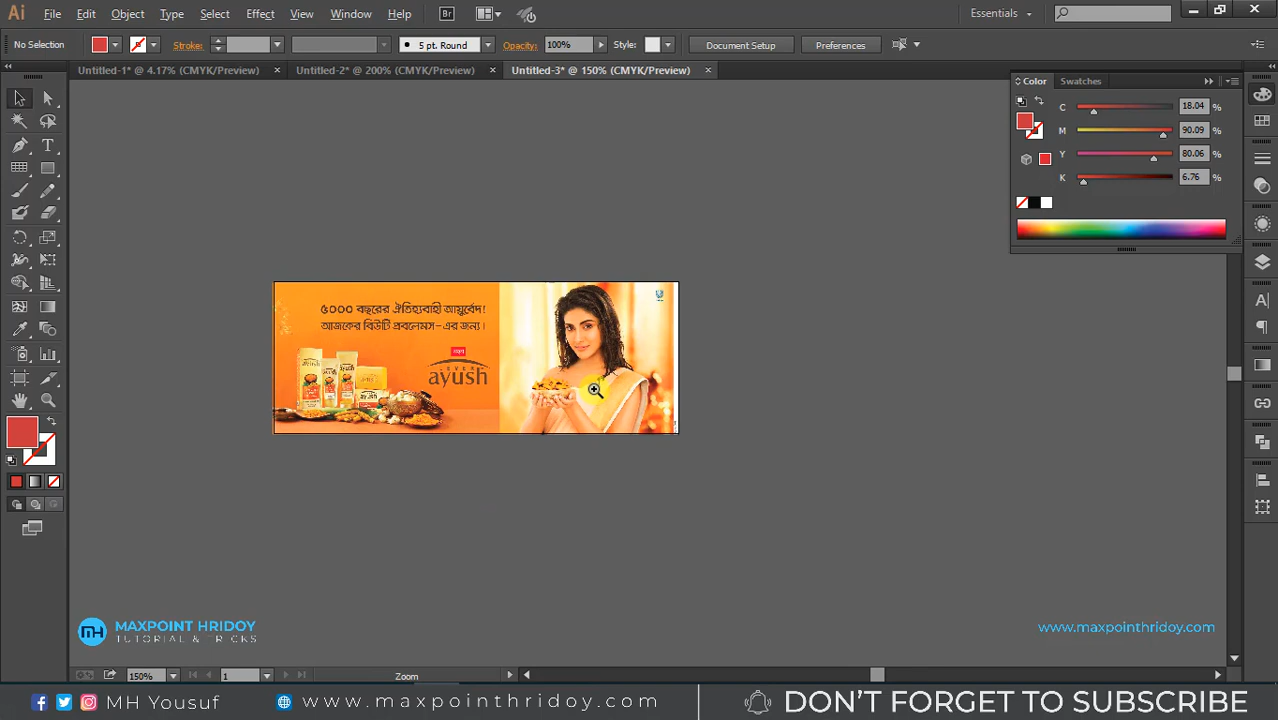 Ai File Edit Object Type Select Effect View Window Help Br Essentials
No Selection Stroke: 5 pt. Round Opacity: 100% Style: Document Setup Preferences
Untitled-1* @ 4.17% (CMYK/Preview) × Untitled-2* @ 200% (CMYK/Preview) × Untitled-3* @ 150% (CMYK/Preview) ×
Color Swatches
C 18.04 %
M 90.09 %
Y 80.06 %
K 6.76 %
৫০০০ বছরের ঐতিহ্যবাহী আয়ুর্বেদ!
আজকের বিউটি প্রবলেমস-এর জন্য।
LEVER
ayush
MH MAXPOINT HRIDOY
TUTORIAL & TRICKS
www.maxpointhridoy.com
150% 1 Zoom
MH Yousuf www.maxpointhridoy.com DON'T FORGET TO SUBSCRIBE